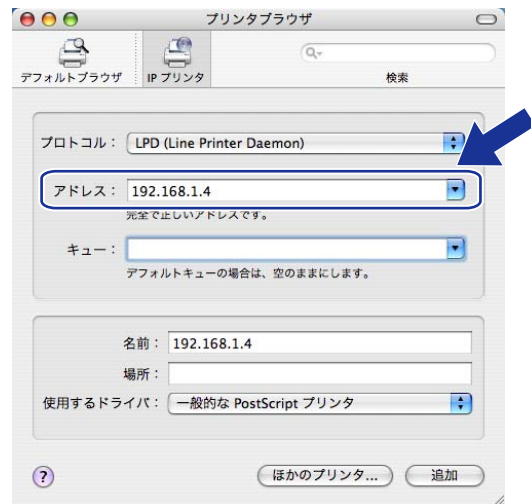 プリンタブラウザ
デフォルトブラウザ IP プリンタ 検索
プロトコル： LPD (Line Printer Daemon)
アドレス： 192.168.1.4
完全で正しいアドレスです。
キュー：
デフォルトキューの場合は、空のままにします。
名前： 192.168.1.4
場所：
使用するドライバ： 一般的な PostScript プリンタ
? ほかのプリンタ... 追加